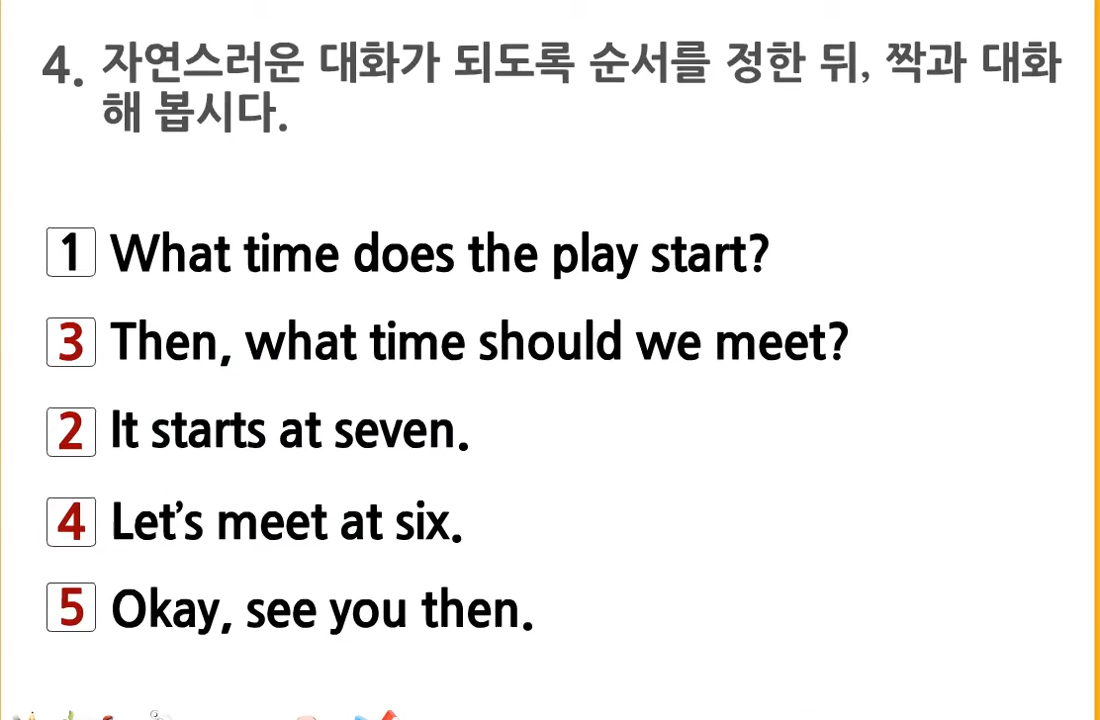 4. 자연스러운 대화가 되도록 순서를 정한 뒤, 짝과 대화
해 봅시다.
1 What time does the play start?
3 Then, what time should we meet?
2 It starts at seven.
4 Let's meet at six.
5 Okay, see you then.